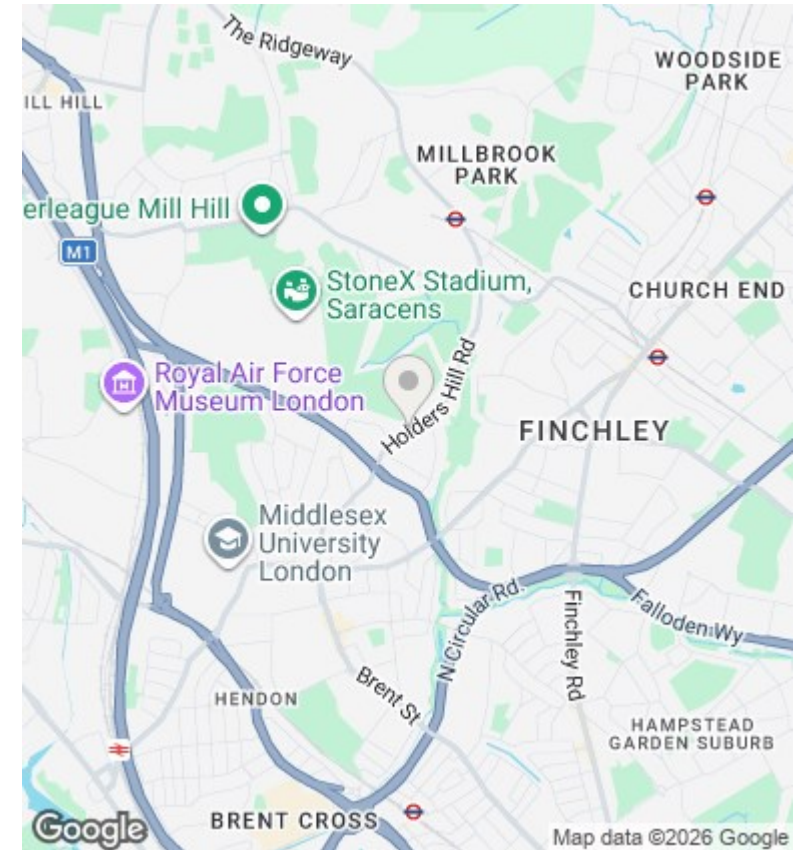 The Ridgeway
WOODSIDE
PARK
ILL HILL
MILLBROOK
PARK
erleague Mill Hill
M1
StoneX Stadium,
Saracens
CHURCH END
Royal Air Force
Museum London
Holders Hill Rd
FINCHLEY
Middlesex
University
London
N Circular Rd.
Finchley Rd
Falloden Wy
Brent St
HENDON
HAMPSTEAD
GARDEN SUBURB
BRENT CROSS
Google
Map data ©2026 Google